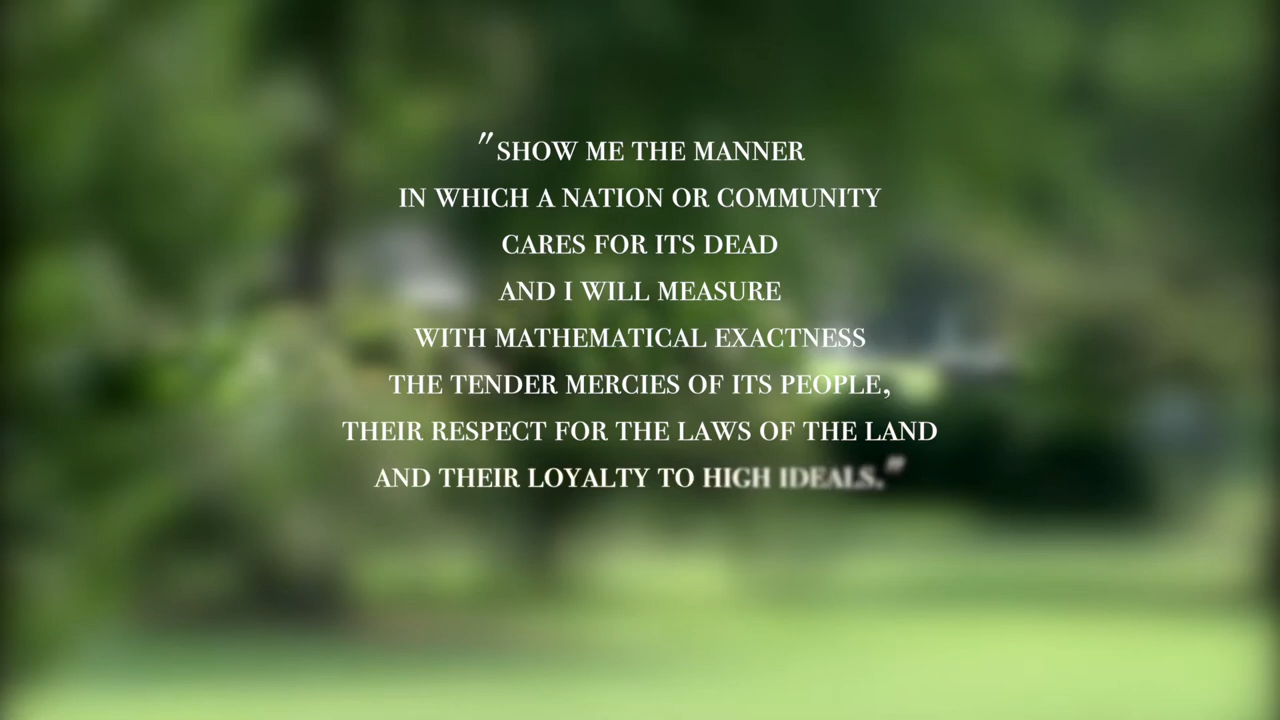 "SHOW ME THE MANNER
IN WHICH A NATION OR COMMUNITY
CARES FOR ITS DEAD
AND I WILL MEASURE
WITH MATHEMATICAL EXACTNESS
THE TENDER MERCIES OF ITS PEOPLE,
THEIR RESPECT FOR THE LAWS OF THE LAND
AND THEIR LOYALTY TO HIGH IDEALS."